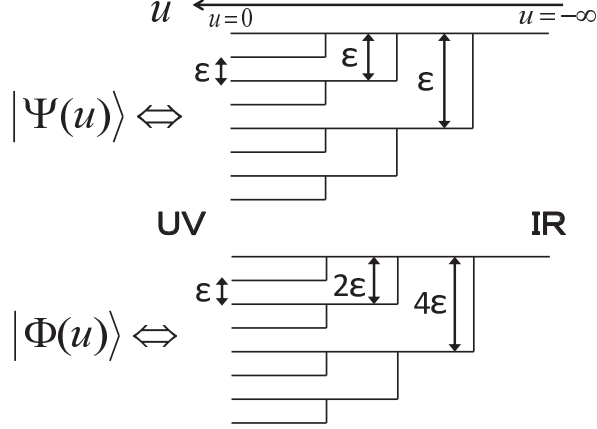 u u=0 u=−∞
ε ε ε
|Ψ(u)⟩ ⇔
UV IR
ε 2ε 4ε
|Φ(u)⟩ ⇔